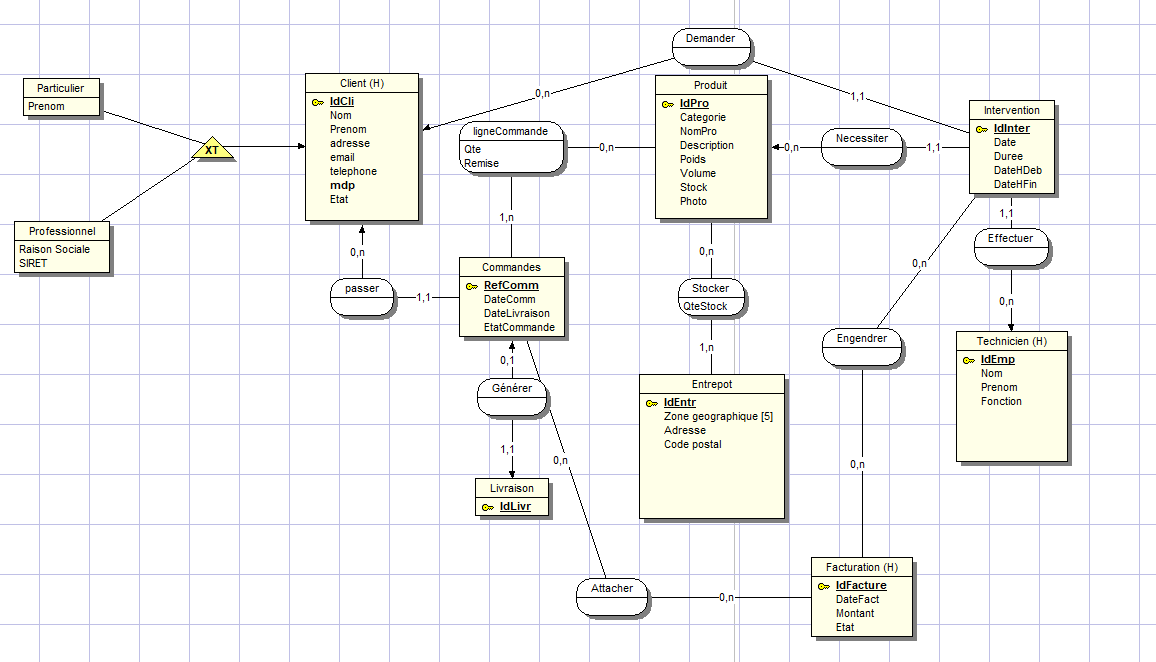 Demander
0,n
1,1
Particulier
Prenom
XT
Professionnel
Raison Sociale
SIRET
Client (H)
IdCli
Nom
Prenom
adresse
email
telephone
mdp
Etat
ligneCommande
Qte
Remise
0,n
1,n
Produit
IdPro
Categorie
NomPro
Description
Poids
Volume
Stock
Photo
0,n
Necessiter
1,1
Intervention
IdInter
Date
Duree
DateHDeb
DateHFin
0,n
passer
1,1
Commandes
RefComm
DateComm
DateLivraison
EtatCommande
0,n
Stocker
QteStock
1,n
1,1
Effectuer
0,n
0,n
Engendrer
0,n
0,1
Générer
1,1
Livraison
IdLivr
Entrepot
IdEntr
Zone geographique [5]
Adresse
Code postal
Technicien (H)
IdEmp
Nom
Prenom
Fonction
0,n
Attacher
0,n
Facturation (H)
IdFacture
DateFact
Montant
Etat